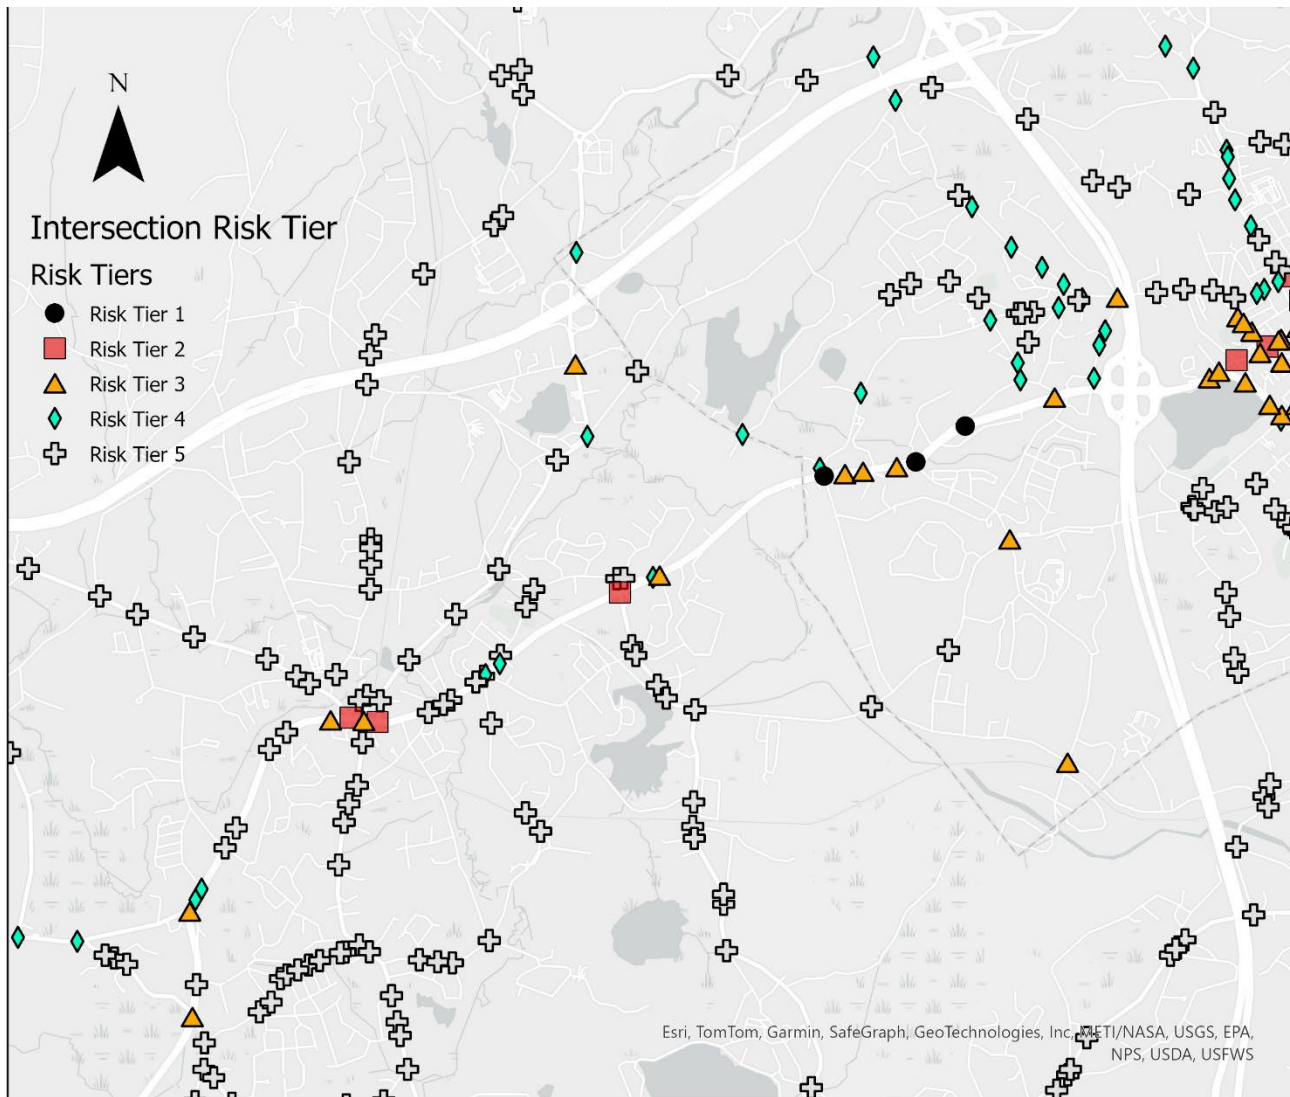 N
Intersection Risk Tier
Risk Tiers
Risk Tier 1
Risk Tier 2
Risk Tier 3
Risk Tier 4
Risk Tier 5
Esri, TomTom, Garmin, SafeGraph, GeoTechnologies, Inc, METI/NASA, USGS, EPA,
NPS, USDA, USFWS